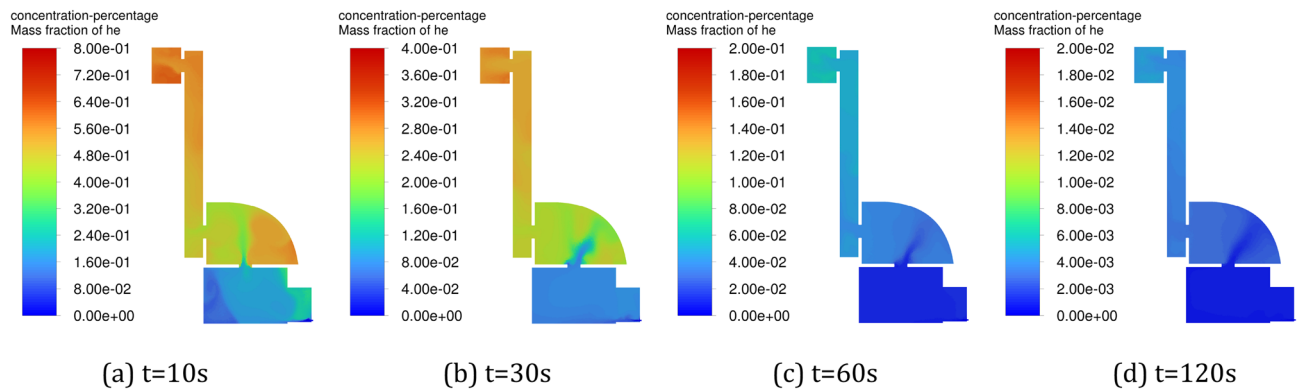 concentration-percentage
Mass fraction of he
8.00e-01
7.20e-01
6.40e-01
5.60e-01
4.80e-01
4.00e-01
3.20e-01
2.40e-01
1.60e-01
8.00e-02
0.00e+00
(a) t=10s
concentration-percentage
Mass fraction of he
4.00e-01
3.60e-01
3.20e-01
2.80e-01
2.40e-01
2.00e-01
1.60e-01
1.20e-01
8.00e-02
4.00e-02
0.00e+00
(b) t=30s
concentration-percentage
Mass fraction of he
2.00e-01
1.80e-01
1.60e-01
1.40e-01
1.20e-01
1.00e-01
8.00e-02
6.00e-02
4.00e-02
2.00e-02
0.00e+00
(c) t=60s
concentration-percentage
Mass fraction of he
2.00e-02
1.80e-02
1.60e-02
1.40e-02
1.20e-02
1.00e-02
8.00e-03
6.00e-03
4.00e-03
2.00e-03
0.00e+00
(d) t=120s